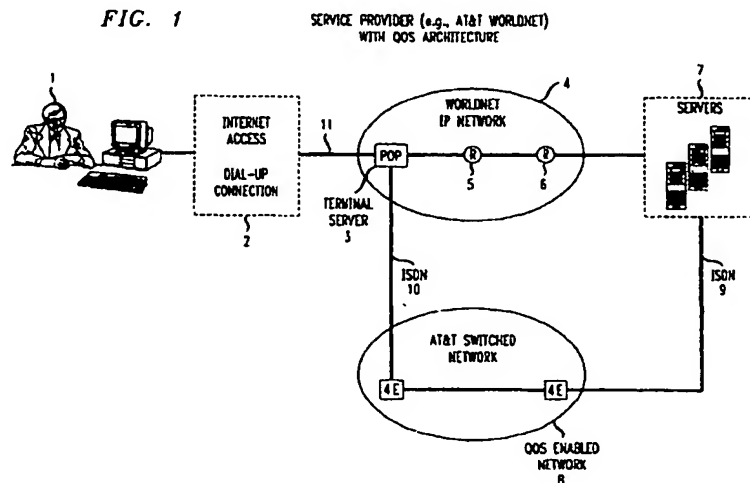 FIG. 1
SERVICE PROVIDER (e.g., AT&T WORLDNET)
WITH QOS ARCHITECTURE
1
INTERNET
ACCESS
DIAL-UP
CONNECTION
2
11
4
WORLDNET
IP NETWORK
POP
R
R
5
6
TERMINAL
SERVER
3
7
SERVERS
ISDN
10
ISDN
9
AT&T SWITCHED
NETWORK
4E
4E
QOS ENABLED
NETWORK
8